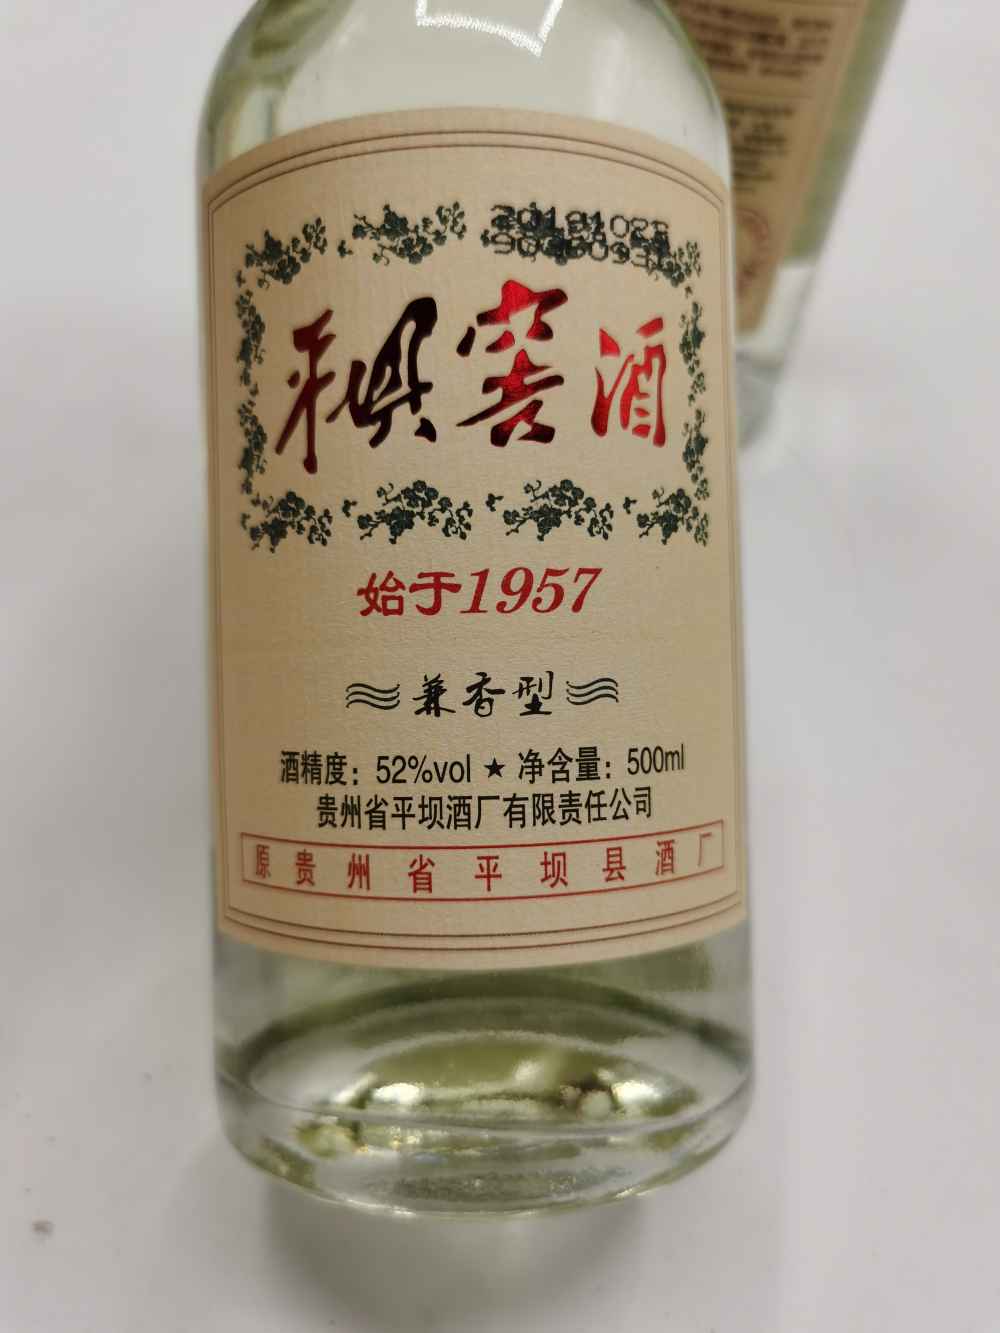 20181025
平坝窖酒
始于1957
兼香型
酒精度：52%vol ★ 净含量：500ml
贵州省平坝酒厂有限责任公司
原贵州省平坝县酒厂